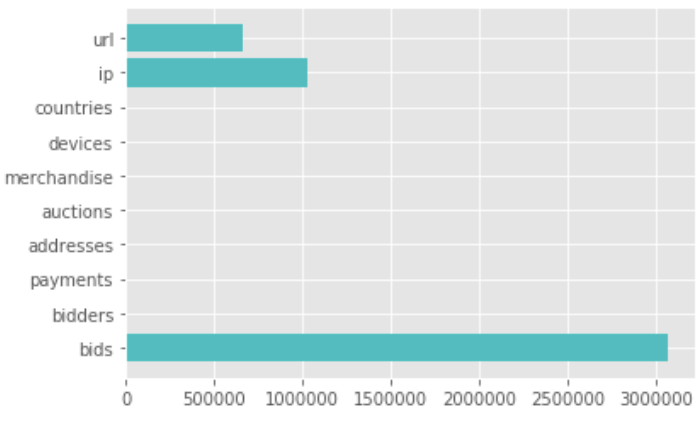 url
ip
countries
devices
merchandise
auctions
addresses
payments
bidders
bids
0 500000 1000000 1500000 2000000 2500000 3000000